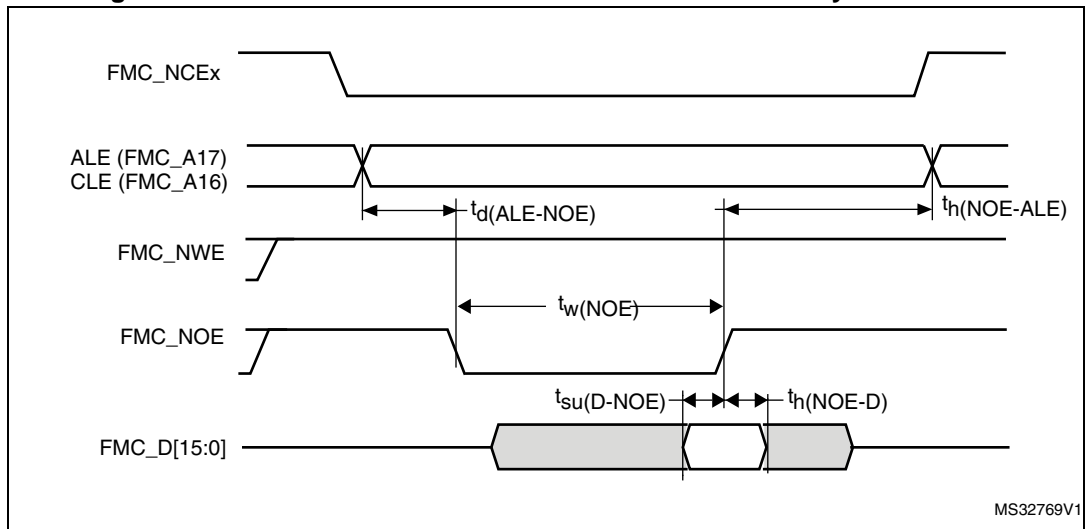 FMC_NCEx
ALE (FMC_A17)
CLE (FMC_A16)
td(ALE-NOE)
th(NOE-ALE)
FMC_NWE
tw(NOE)
FMC_NOE
tsu(D-NOE)
th(NOE-D)
FMC_D[15:0]
MS32769V1